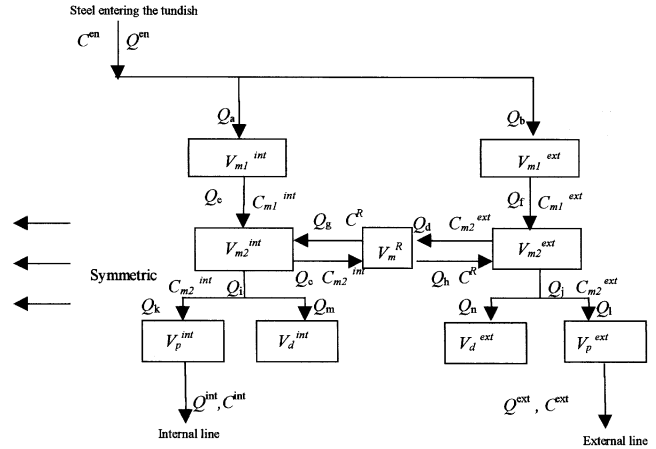 Steel entering the tundish
C^en Q^en
Q_a Q_b
V_m1^int V_m1^ext
Q_e C_m1^int Q_f C_m1^ext
Q_g C^R Q_d C_m2^ext
V_m2^int V_m^R V_m2^ext
Symmetric Q_c C_m2^int Q_h C^R
C_m2^int Q_i Q_j C_m2^ext
Q_k Q_m Q_n Q_l
V_p^int V_d^int V_d^ext V_p^ext
Q^int, C^int Q^ext, C^ext
Internal line External line